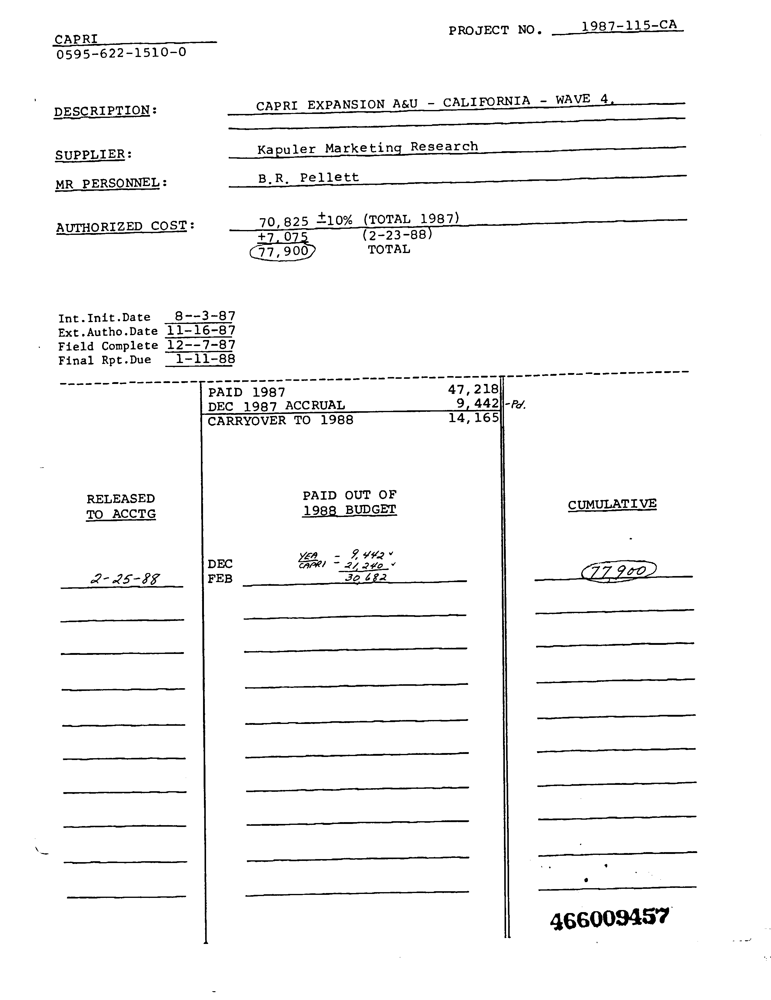 CAPRI
PROJECT NO. 1987-115-CA
0595-622-1510-0
DESCRIPTION: CAPRI EXPANSION A&U - CALIFORNIA - WAVE 4.
SUPPLIER: Kapuler Marketing Research
MR PERSONNEL: B.R. Pellett
AUTHORIZED COST: 70,825 ±10% (TOTAL 1987)
+7,075 (2-23-88)
77,900 TOTAL
Int.Init.Date 8--3-87
Ext.Autho.Date 11-16-87
Field Complete 12--7-87
Final Rpt.Due 1-11-88
PAID 1987 47,218
DEC 1987 ACCRUAL 9,442 -Pd.
CARRYOVER TO 1988 14,165
RELEASED TO ACCTG
PAID OUT OF 1988 BUDGET
CUMULATIVE
DEC YEA - 9,442
CAPRI - 21,240
2-25-88 FEB 30,682 77,900
466009457